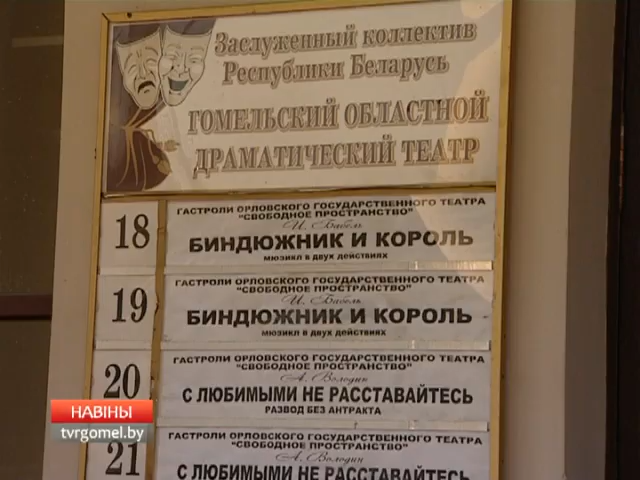 Заслуженный коллектив
Республики Беларусь
ГОМЕЛЬСКИЙ ОБЛАСТНОЙ
ДРАМАТИЧЕСКИЙ ТЕАТР
18
ГАСТРОЛИ ОРЛОВСКОГО ГОСУДАРСТВЕННОГО ТЕАТРА
"СВОБОДНОЕ ПРОСТРАНСТВО"
И. Бабель
БИНДЮЖНИК И КОРОЛЬ
МЮЗИКЛ В ДВУХ ДЕЙСТВИЯХ
19
ГАСТРОЛИ ОРЛОВСКОГО ГОСУДАРСТВЕННОГО ТЕАТРА
"СВОБОДНОЕ ПРОСТРАНСТВО"
И. Бабель
БИНДЮЖНИК И КОРОЛЬ
МЮЗИКЛ В ДВУХ ДЕЙСТВИЯХ
20
ГАСТРОЛИ ОРЛОВСКОГО ГОСУДАРСТВЕННОГО ТЕАТРА
"СВОБОДНОЕ ПРОСТРАНСТВО"
А. Володин
С ЛЮБИМЫМИ НЕ РАССТАВАЙТЕСЬ
РАЗВОД БЕЗ АНТРАКТА
21
ГАСТРОЛИ ОРЛОВСКОГО ГОСУДАРСТВЕННОГО ТЕАТРА
"СВОБОДНОЕ ПРОСТРАНСТВО"
А. Володин
С ЛЮБИМЫМИ НЕ РАССТАВАЙТЕСЬ
НАВІНЫ
tvrgomel.by